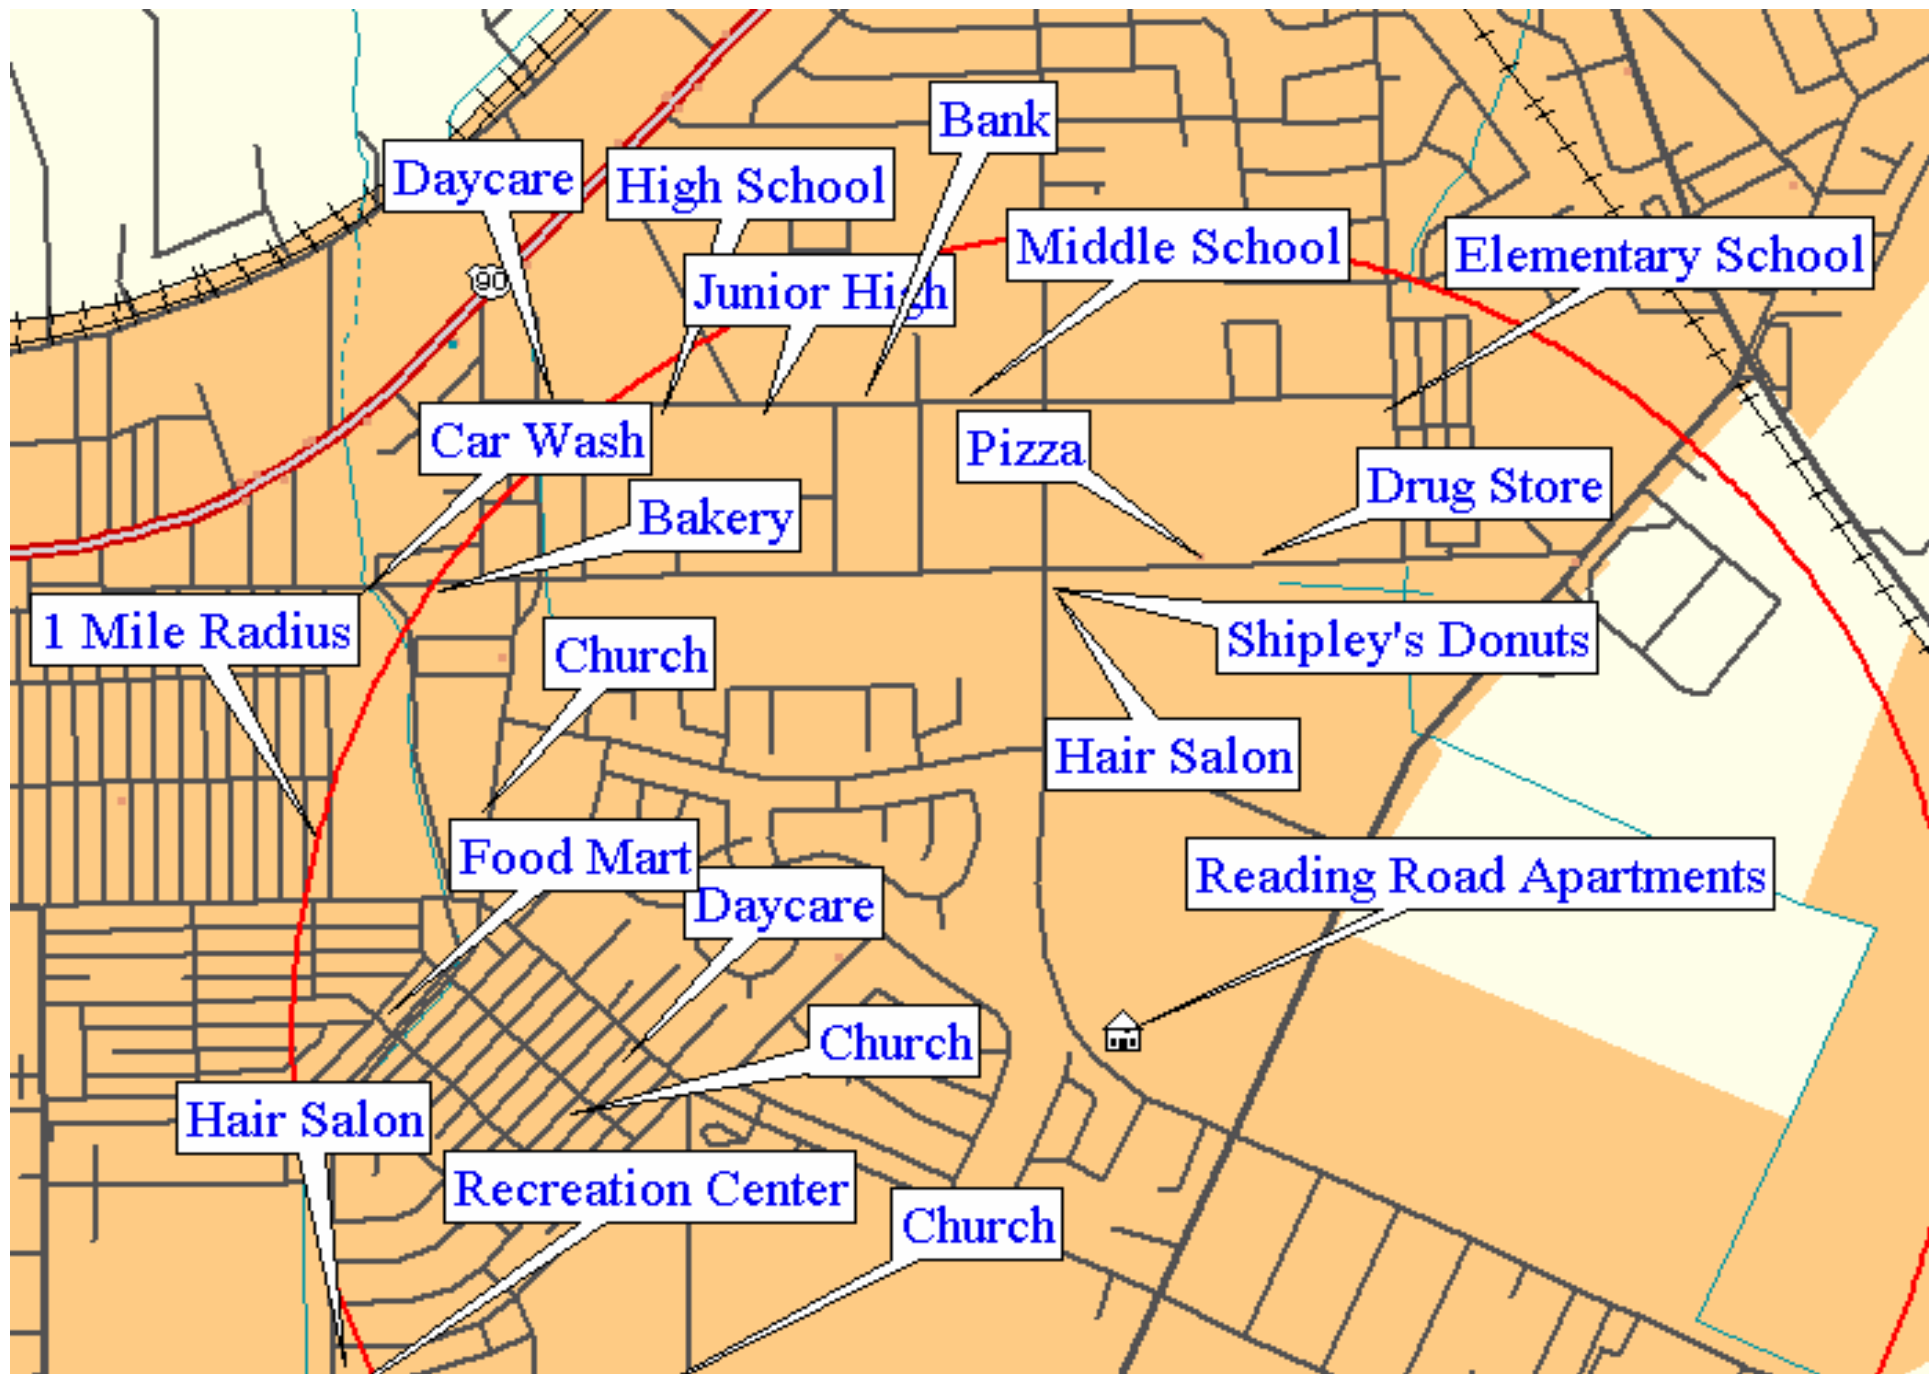 Bank
Daycare
High School
Middle School
Elementary School
90
Junior High
Car Wash
Pizza
Drug Store
Bakery
1 Mile Radius
Church
Shipley's Donuts
Hair Salon
Food Mart
Reading Road Apartments
Daycare
Church
Hair Salon
Recreation Center
Church